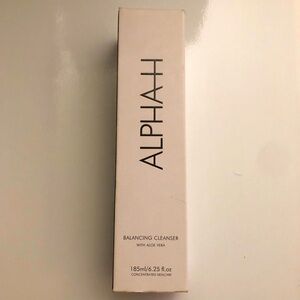 ALPHA-H
BALANCING CLEANSER
WITH ALOE VERA
185ml/6.25 fl.oz
CONCENTRATED SKINCARE